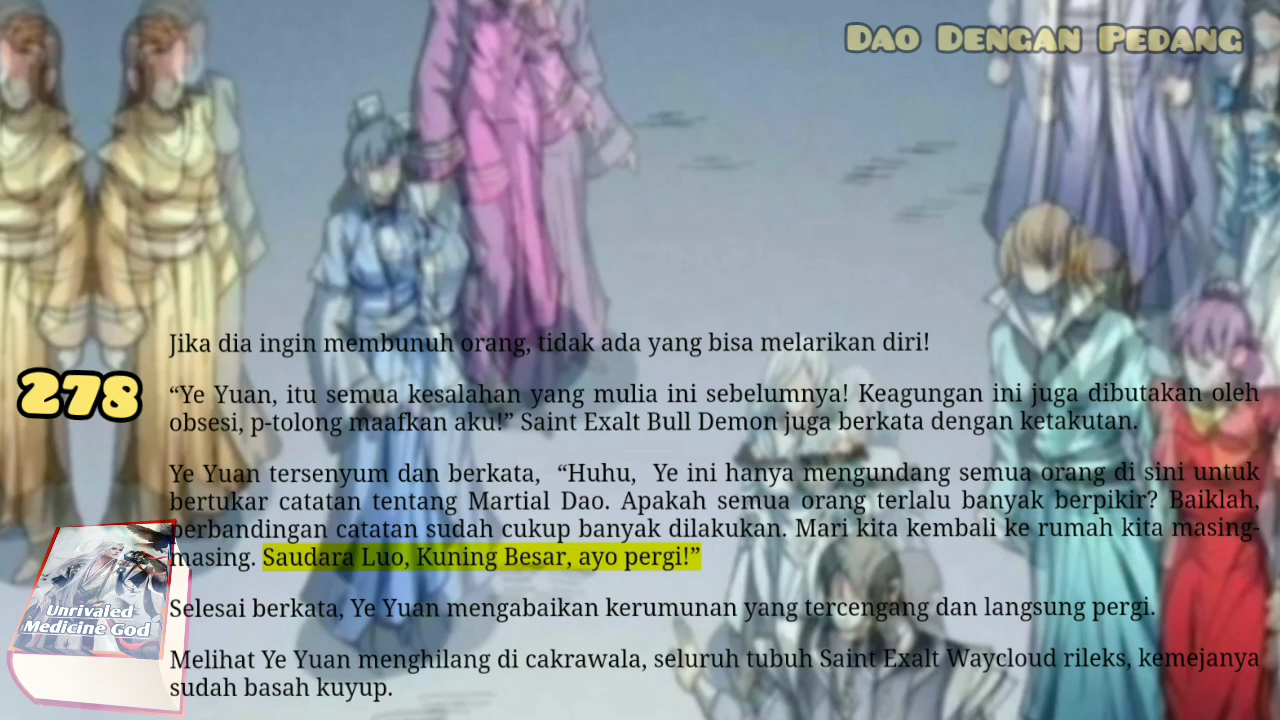 Dao Dengan Pedang
Jika dia ingin membunuh orang, tidak ada yang bisa melarikan diri!
278
“Ye Yuan, itu semua kesalahan yang mulia ini sebelumnya! Keagungan ini juga dibutakan oleh
obsesi, p-tolong maafkan aku!” Saint Exalt Bull Demon juga berkata dengan ketakutan.
Ye Yuan tersenyum dan berkata, “Huhu, Ye ini hanya mengundang semua orang di sini untuk
bertukar catatan tentang Martial Dao. Apakah semua orang terlalu banyak berpikir? Baiklah,
perbandingan catatan sudah cukup banyak dilakukan. Mari kita kembali ke rumah kita masing-
masing. Saudara Luo, Kuning Besar, ayo pergi!”
Selesai berkata, Ye Yuan mengabaikan kerumunan yang tercengang dan langsung pergi.
Melihat Ye Yuan menghilang di cakrawala, seluruh tubuh Saint Exalt Waycloud rileks, kemejanya
sudah basah kuyup.
Unrivaled
Medicine God